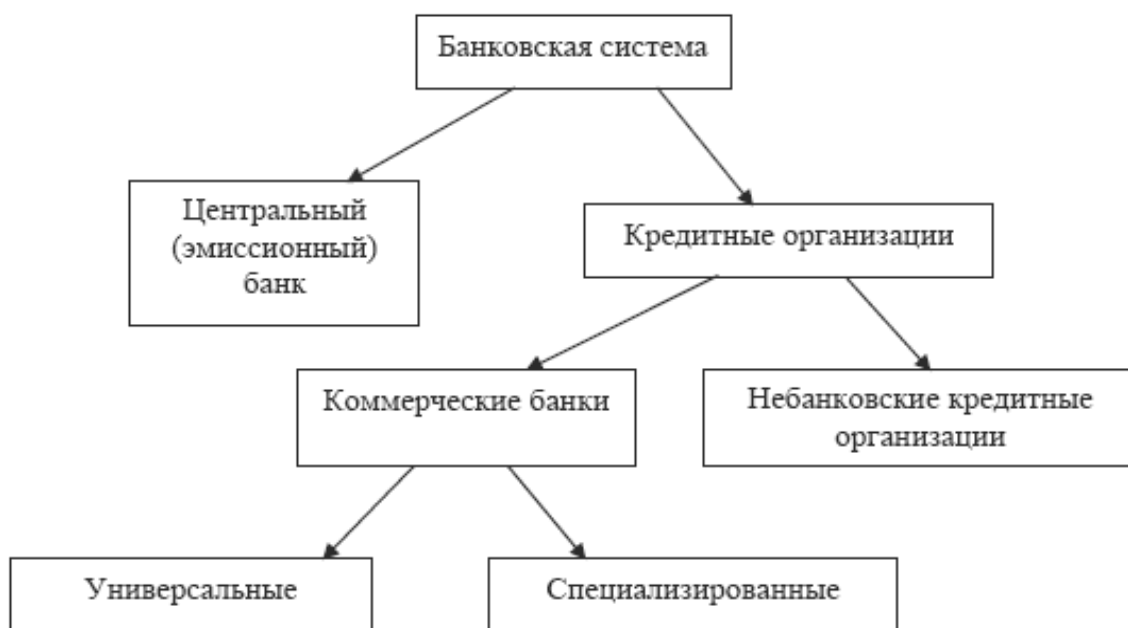 Банковская система
Центральный
(эмиссионный)
банк
Кредитные организации
Коммерческие банки
Небанковские кредитные
организации
Универсальные
Специализированные